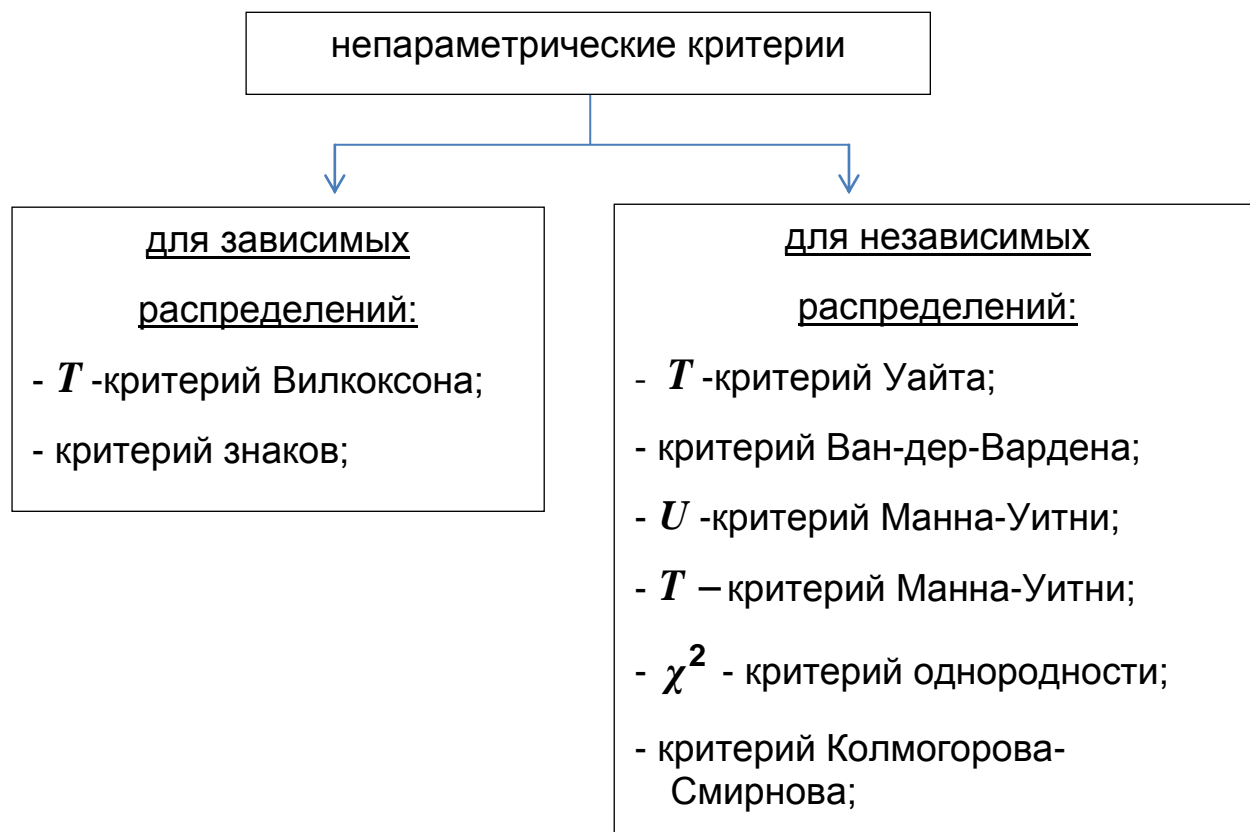 непараметрические критерии
для зависимых
распределений:
- T -критерий Вилкоксона;
- критерий знаков;
для независимых
распределений:
- T -критерий Уайта;
- критерий Ван-дер-Вардена;
- U -критерий Манна-Уитни;
- T – критерий Манна-Уитни;
- χ² - критерий однородности;
- критерий Колмогорова-
Смирнова;